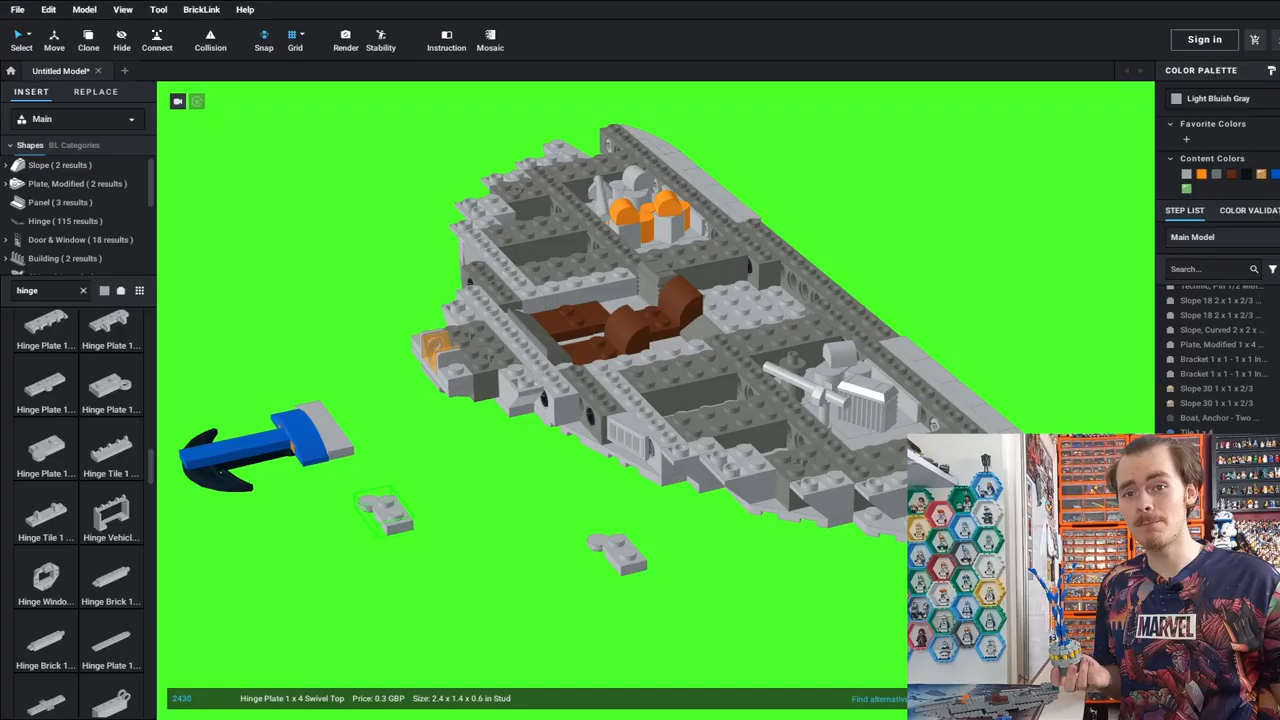 File Edit Model View Tool BrickLink Help
Select Move Clone Hide Connect Collision Snap Grid Render Stability Instruction Mosaic
Sign in
Untitled Model*
COLOR PALETTE
INSERT REPLACE
Light Bluish Gray
Main
Favorite Colors
Shapes BL Categories
Content Colors
Slope ( 2 results )
Plate, Modified ( 2 results )
Panel ( 3 results )
STEP LIST COLOR VALIDA
Hinge ( 115 results )
Door & Window ( 18 results )
Main Model
Building ( 2 results )
Search...
hinge
Slope 18 2 x 1 x 2/3 ...
Slope 18 2 x 1 x 2/3 ...
Slope, Curved 2 x 2 x ...
Hinge Plate 1... Hinge Plate 1...
Plate, Modified 1 x 4 ...
Bracket 1 x 1 - 1 x 1 In...
Bracket 1 x 1 - 1 x 1 In...
Slope 30 1 x 1 x 2/3
Slope 30 1 x 1 x 2/3
Hinge Plate 1... Hinge Plate 1...
Boat, Anchor - Two ...
Tile 1 x 4
Hinge Plate 1... Hinge Tile 1 ...
Hinge Tile 1 ... Hinge Vehicl...
Hinge Windo... Hinge Brick 1...
MARVEL
Hinge Brick 1... Hinge Plate 1...
2430 Hinge Plate 1 x 4 Swivel Top Price: 0.3 GBP Size: 2.4 x 1.4 x 0.6 in Stud Find alternative